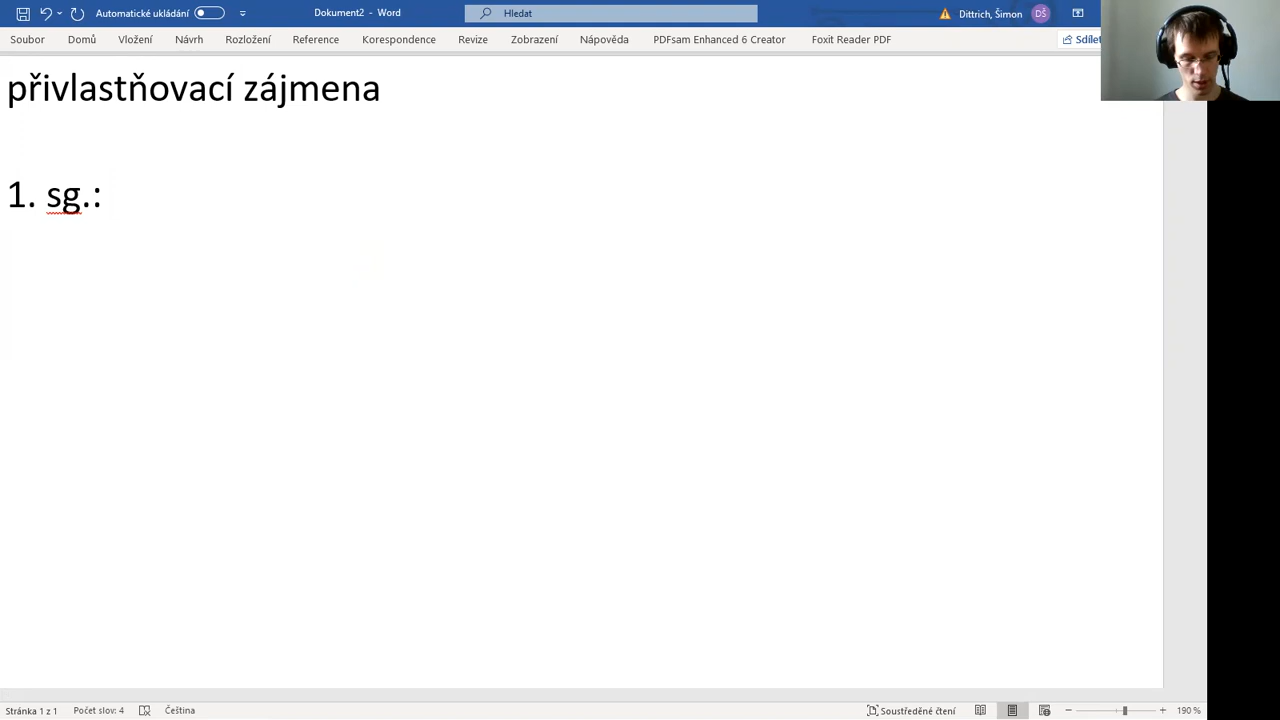 Automatické ukládání Dokument2 - Word Hledat Dittrich, Šimon DŠ
Soubor Domů Vložení Návrh Rozložení Reference Korespondence Revize Zobrazení Nápověda PDFsam Enhanced 6 Creator Foxit Reader PDF Sdílet
přivlastňovací zájmena
1. sg.:
Stránka 1 z 1 Počet slov: 4 Čeština Soustředěné čtení 190 %